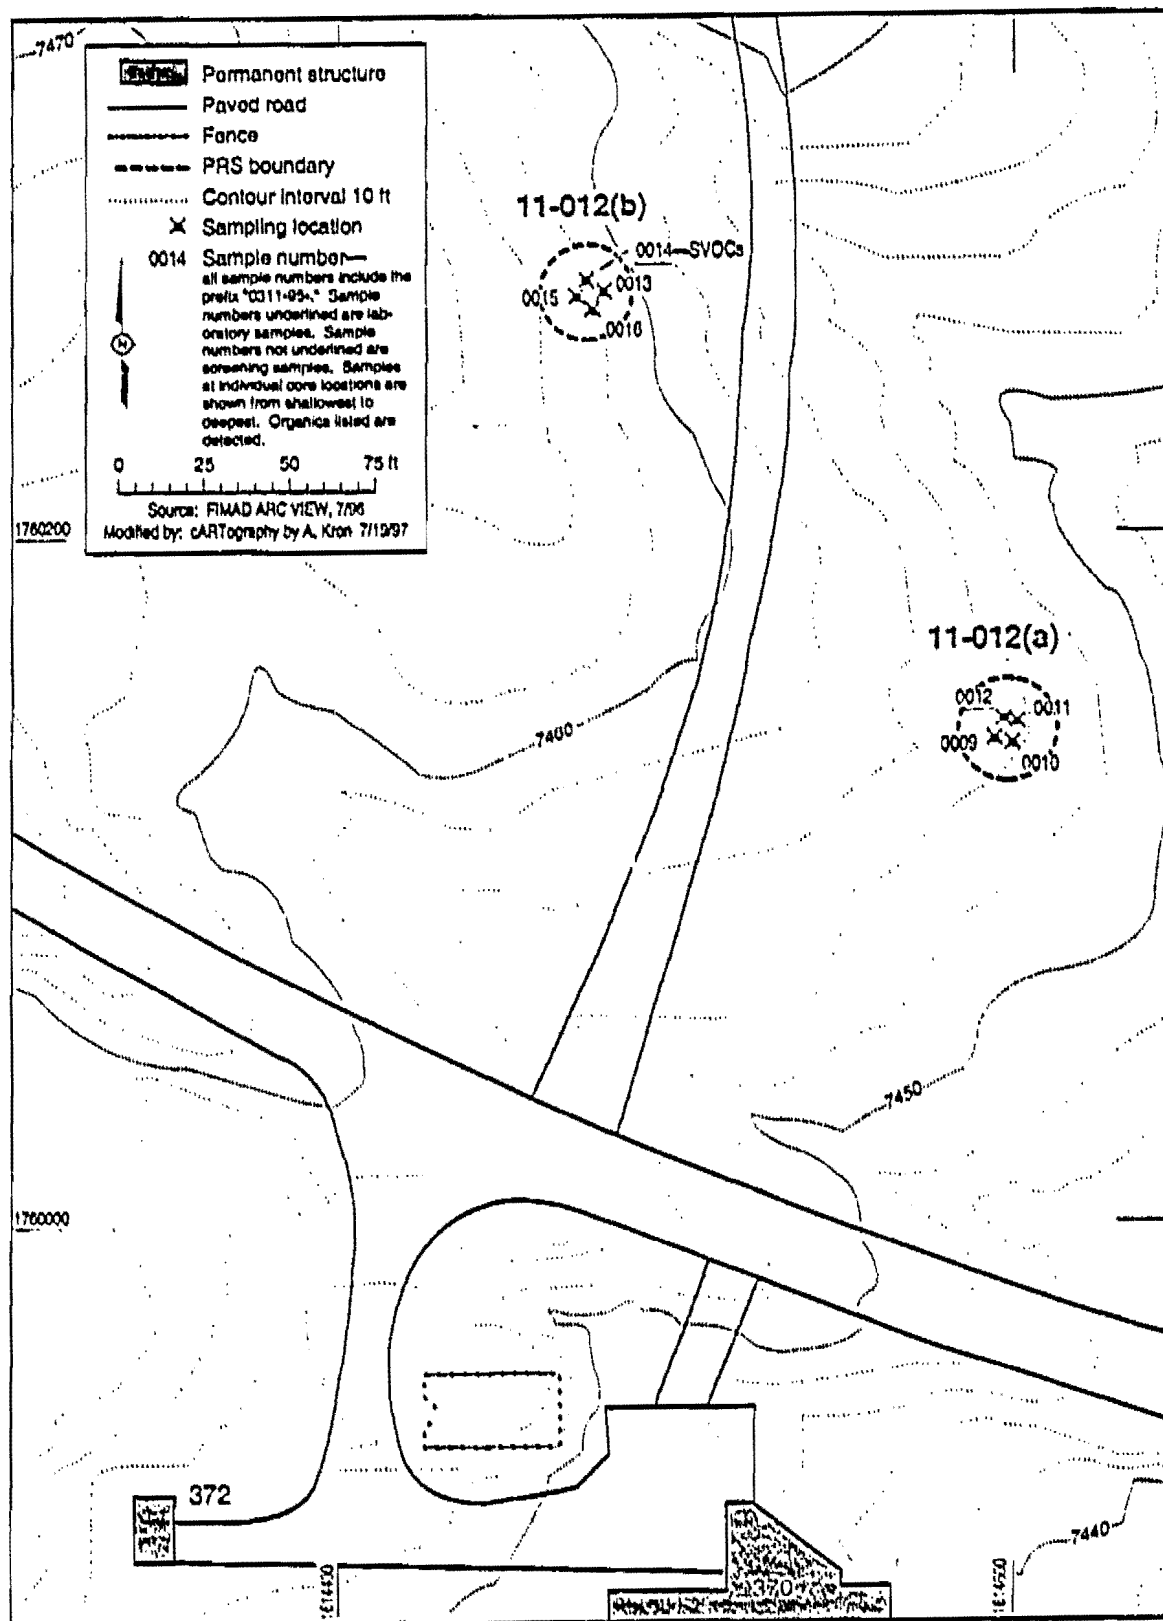 7470
Permanent structure
Paved road
Fence
PRS boundary
Contour interval 10 ft
Sampling location
0014 Sample number—
all sample numbers include the
prefix "0311-95-." Sample
numbers underlined are lab-
oratory samples. Sample
numbers not underlined are
screening samples. Samples
at individual core locations are
shown from shallowest to
deepest. Organics listed are
detected.
N
0 25 50 75 ft
Source: FIMAD ARC VIEW, 7/96
Modified by: cARTography by A. Kron 7/19/97
11-012(b)
0014—SVOCs
0013
0015
0016
1760200
11-012(a)
0012
0011
0009
0010
7460
7450
1760000
372
7440
370